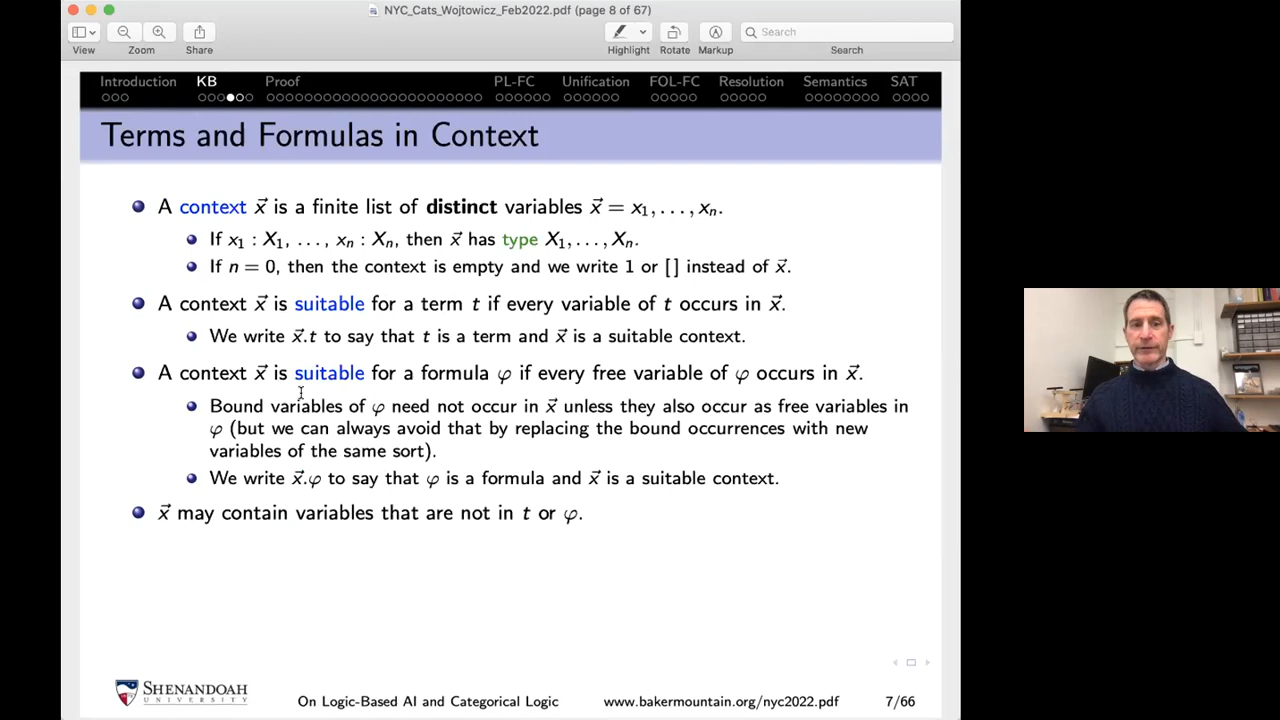 NYC_Cats_Wojtowicz_Feb2022.pdf (page 8 of 67)
Search
View Zoom Share Highlight Rotate Markup Search
Introduction KB Proof PL-FC Unification FOL-FC Resolution Semantics SAT
Terms and Formulas in Context
A context x⃗ is a finite list of distinct variables x⃗ = x₁, . . . , xₙ.
If x₁ : X₁, . . . , xₙ : Xₙ, then x⃗ has type X₁, . . . , Xₙ.
If n = 0, then the context is empty and we write 1 or [ ] instead of x⃗.
A context x⃗ is suitable for a term t if every variable of t occurs in x⃗.
We write x⃗.t to say that t is a term and x⃗ is a suitable context.
A context x⃗ is suitable for a formula φ if every free variable of φ occurs in x⃗.
Bound variables of φ need not occur in x⃗ unless they also occur as free variables in
φ (but we can always avoid that by replacing the bound occurrences with new
variables of the same sort).
We write x⃗.φ to say that φ is a formula and x⃗ is a suitable context.
x⃗ may contain variables that are not in t or φ.
SHENANDOAH
UNIVERSITY
On Logic-Based AI and Categorical Logic www.bakermountain.org/nyc2022.pdf 7/66